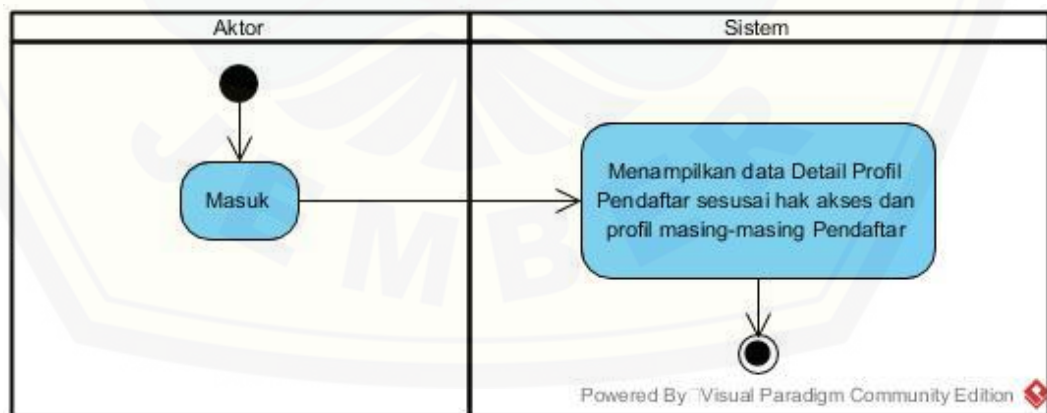 Aktor
Sistem
Masuk
Menampilkan data Detail Profil
Pendaftar sesusai hak akses dan
profil masing-masing Pendaftar
JEMBER
Powered By Visual Paradigm Community Edition